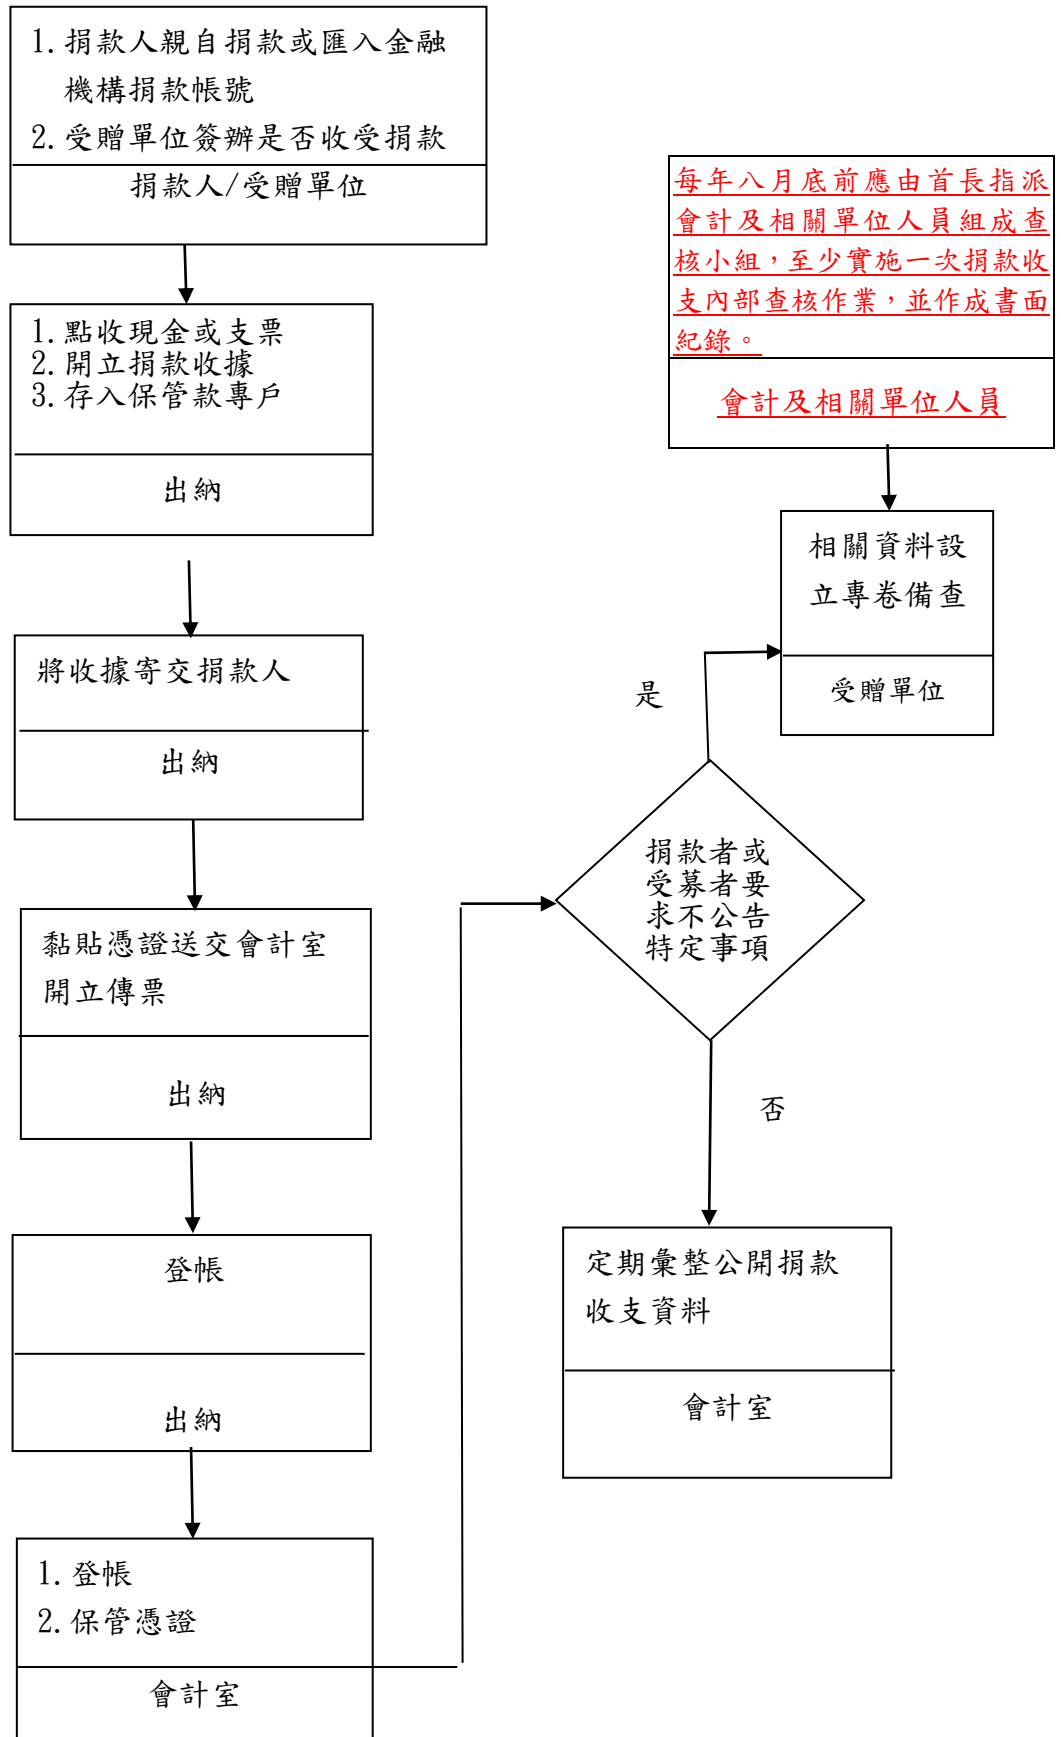 1. 捐款人親自捐款或匯入金融
機構捐款帳號
2. 受贈單位簽辦是否收受捐款
捐款人/受贈單位
1. 點收現金或支票
2. 開立捐款收據
3. 存入保管款專戶
出納
將收據寄交捐款人
出納
黏貼憑證送交會計室
開立傳票
出納
登帳
出納
1. 登帳
2. 保管憑證
會計室
每年八月底前應由首長指派
會計及相關單位人員組成查
核小組，至少實施一次捐款收
支內部查核作業，並作成書面
紀錄。
會計及相關單位人員
相關資料設
立專卷備查
受贈單位
是
捐款者或
受募者要
求不公告
特定事項
否
定期彙整公開捐款
收支資料
會計室